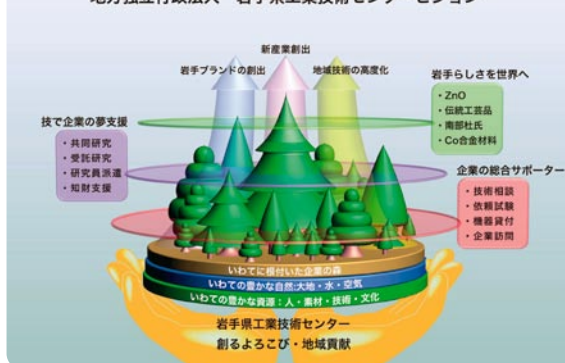 地方独立行政法人 岩手県工業技術センタービジョン
新産業創出
岩手ブランドの創出
地域技術の高度化
岩手らしさを世界へ
・ZnO
・伝統工芸品
・南部杜氏
・Co合金材料
技で企業の夢支援
・共同研究
・受託研究
・研究員派遣
・知財支援
企業の総合サポーター
・技術相談
・依頼試験
・機器貸付
・企業訪問
いわてに根付いた企業の森
いわての豊かな自然:大地・水・空気
いわての豊かな資源:人・素材・技術・文化
岩手県工業技術センター
創るよろこび・地域貢献